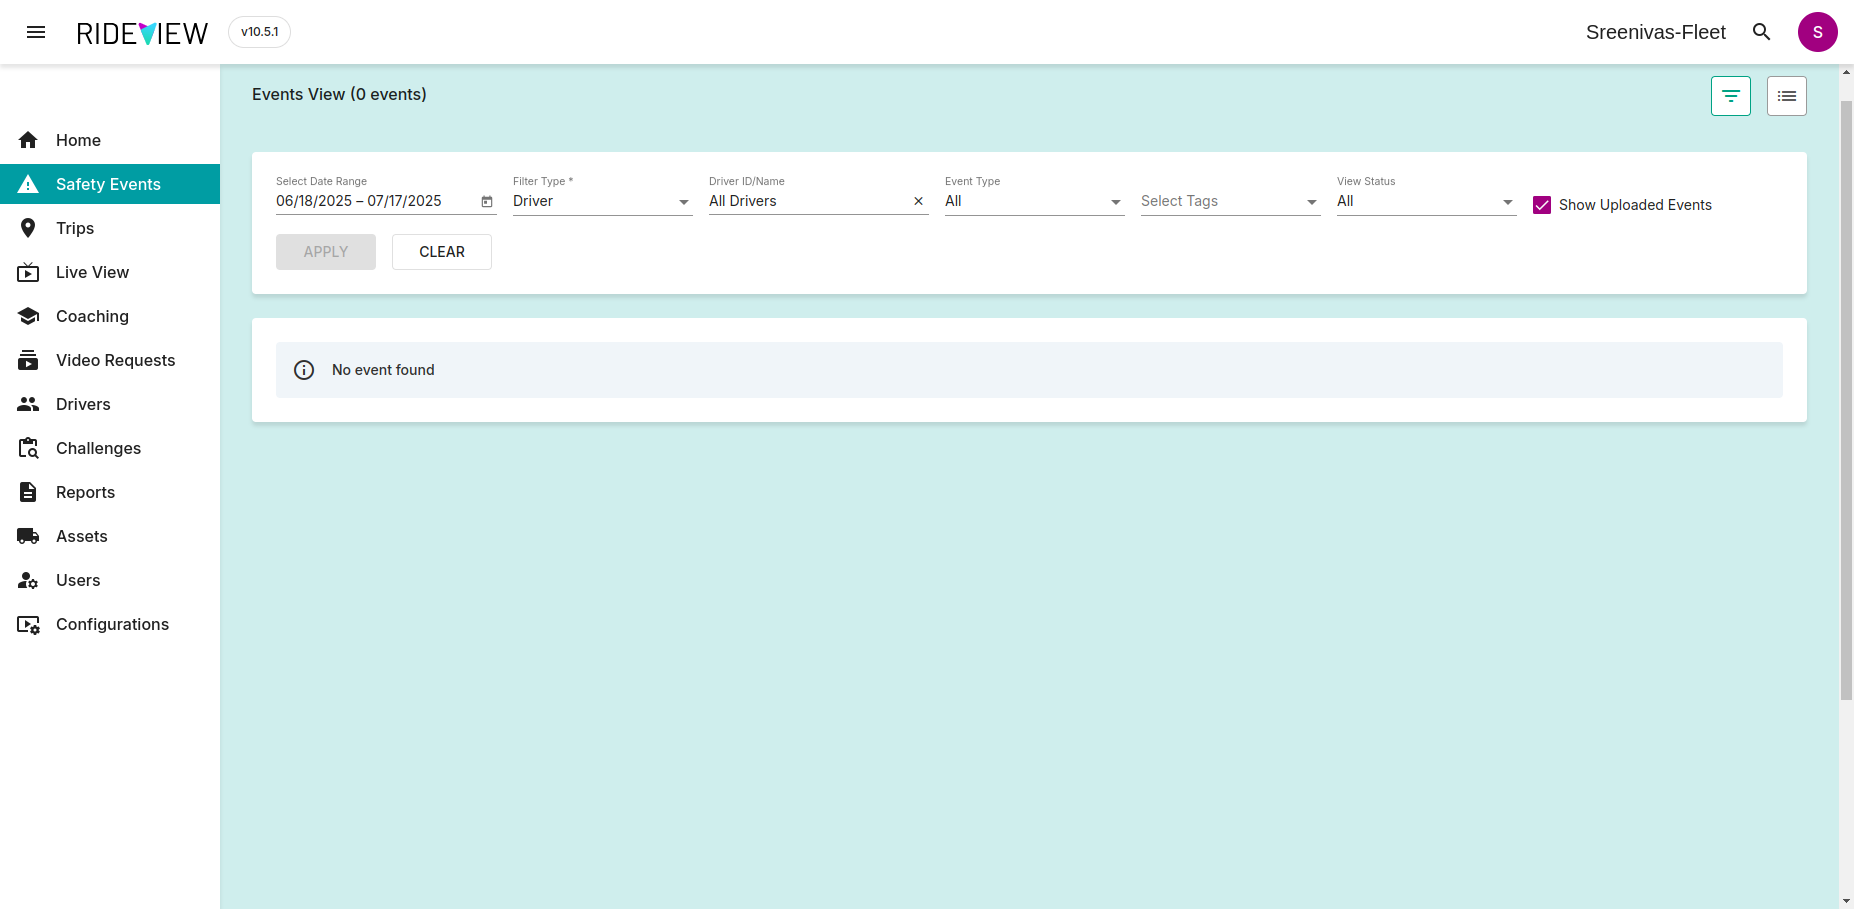 RIDEVIEW
v10.5.1
Sreenivas-Fleet
S
Events View (0 events)
Home
Safety Events
Trips
Live View
Coaching
Video Requests
Drivers
Challenges
Reports
Assets
Users
Configurations
Select Date Range
06/18/2025 – 07/17/2025
Filter Type *
Driver
Driver ID/Name
All Drivers
Event Type
All
Select Tags
View Status
All
Show Uploaded Events
APPLY
CLEAR
No event found